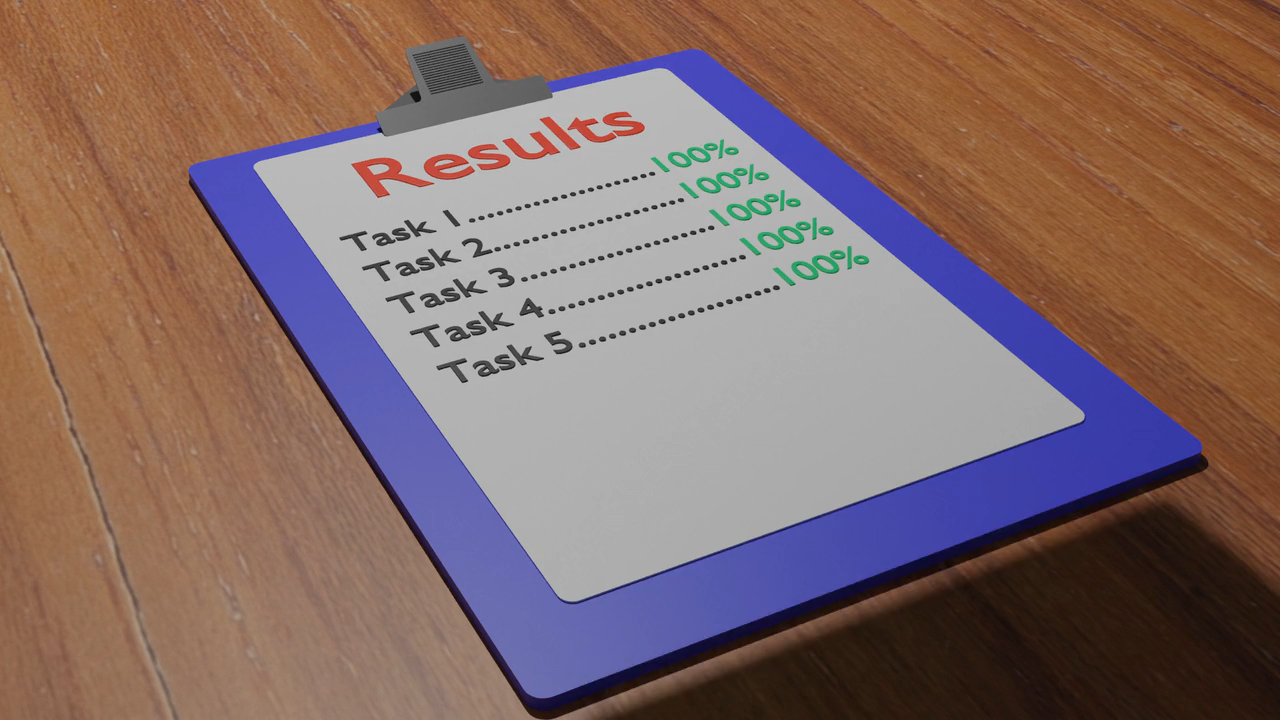 Results
Task 1................100%
Task 2................100%
Task 3................100%
Task 4................100%
Task 5................100%